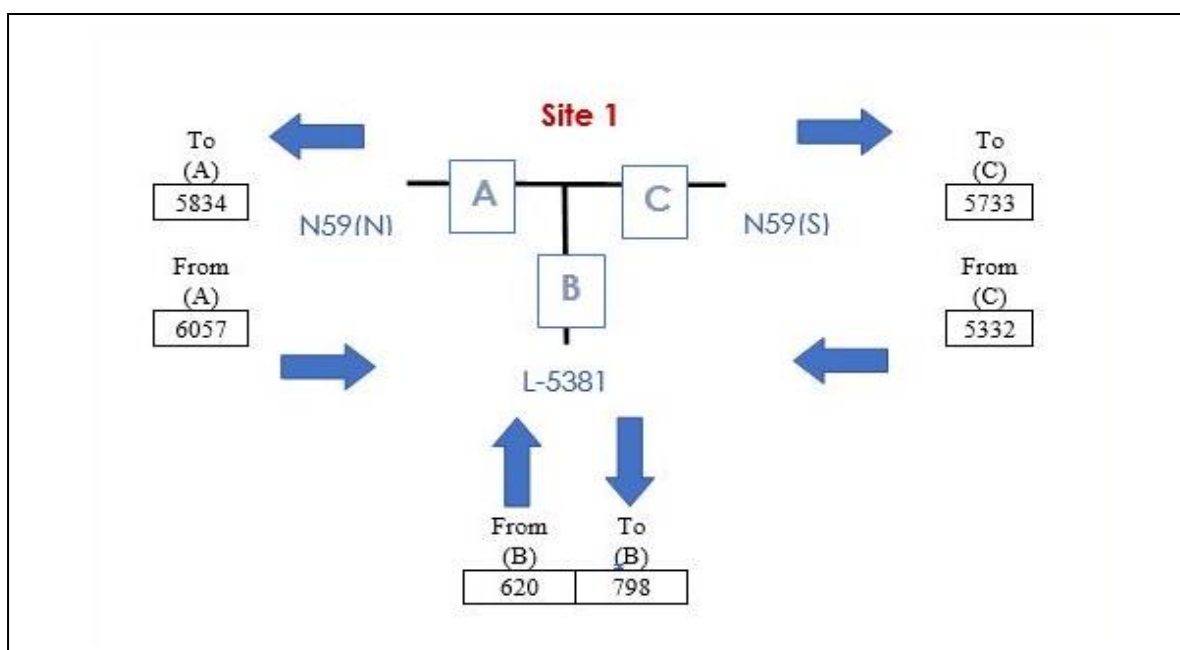 Site 1
To
(A)
5834
To
(C)
5733
A
C
N59(N)
N59(S)
From
(A)
6057
From
(C)
5332
B
L-5381
From
(B)
620
To
(B)
798